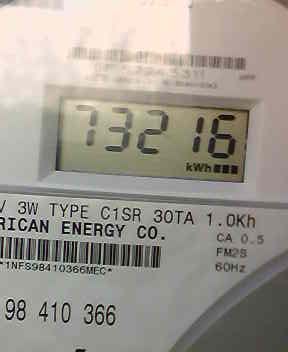 73216
kWh
V 3W TYPE C1SR 30TA 1.0Kh
RICAN ENERGY CO.
CA 0.5
FM2S
60Hz
*1NFS98410366MEC*
98 410 366